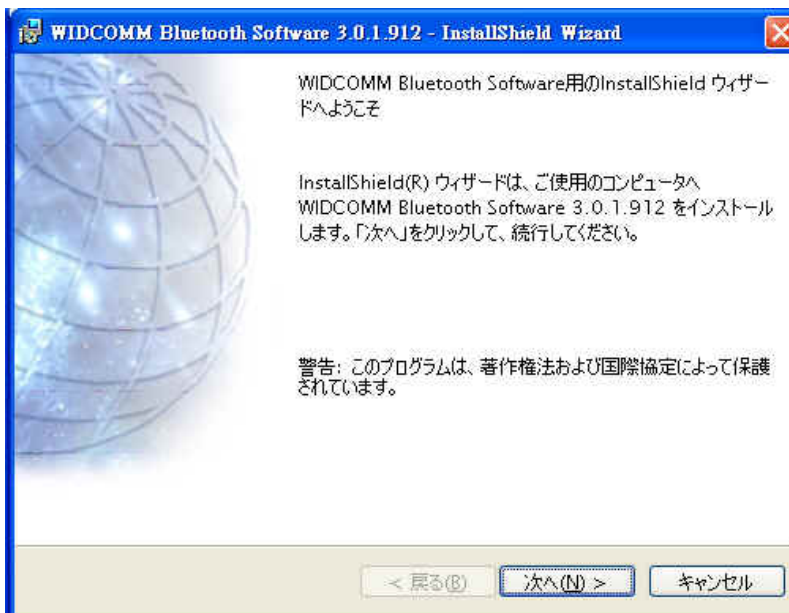 WIDCOMM Bluetooth Software 3.0.1.912 - InstallShield Wizard
WIDCOMM Bluetooth Software用のInstallShield ウィザー
ドへようこそ
InstallShield(R) ウィザードは、ご使用のコンピュータへ
WIDCOMM Bluetooth Software 3.0.1.912 をインストール
します。「次へ」をクリックして、続行してください。
警告: このプログラムは、著作権法および国際協定によって保護
されています。
< 戻る(B)
次へ(N) >
キャンセル